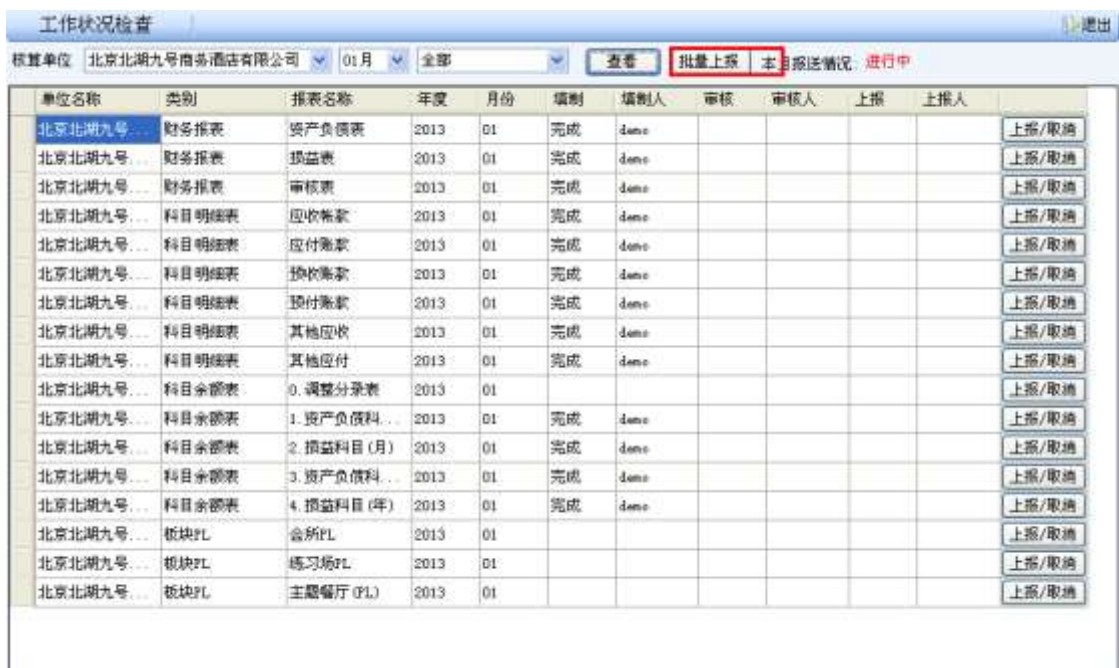 工作状况检查 退出
核算单位 北京北湖九号商务酒店有限公司 01月 全部 查看 批量上报 本月报送情况 进行中
单位名称 类别 报表名称 年度 月份 填制 填制人 审核 审核人 上报 上报人
北京北湖九号... 财务报表 资产负债表 2013 01 完成 demo 上报/取消
北京北湖九号... 财务报表 损益表 2013 01 完成 demo 上报/取消
北京北湖九号... 财务报表 审核表 2013 01 完成 demo 上报/取消
北京北湖九号... 科目明细表 应收帐款 2013 01 完成 demo 上报/取消
北京北湖九号... 科目明细表 应付账款 2013 01 完成 demo 上报/取消
北京北湖九号... 科目明细表 预收账款 2013 01 完成 demo 上报/取消
北京北湖九号... 科目明细表 预付账款 2013 01 完成 demo 上报/取消
北京北湖九号... 科目明细表 其他应收 2013 01 完成 demo 上报/取消
北京北湖九号... 科目明细表 其他应付 2013 01 完成 demo 上报/取消
北京北湖九号... 科目余额表 0.调整分录表 2013 01 上报/取消
北京北湖九号... 科目余额表 1.资产负债科... 2013 01 完成 demo 上报/取消
北京北湖九号... 科目余额表 2.损益科目(月) 2013 01 完成 demo 上报/取消
北京北湖九号... 科目余额表 3.资产负债科... 2013 01 完成 demo 上报/取消
北京北湖九号... 科目余额表 4.损益科目(年) 2013 01 完成 demo 上报/取消
北京北湖九号... 板块PL 会所PL 2013 01 上报/取消
北京北湖九号... 板块PL 练习场PL 2013 01 上报/取消
北京北湖九号... 板块PL 主题餐厅(PL) 2013 01 上报/取消